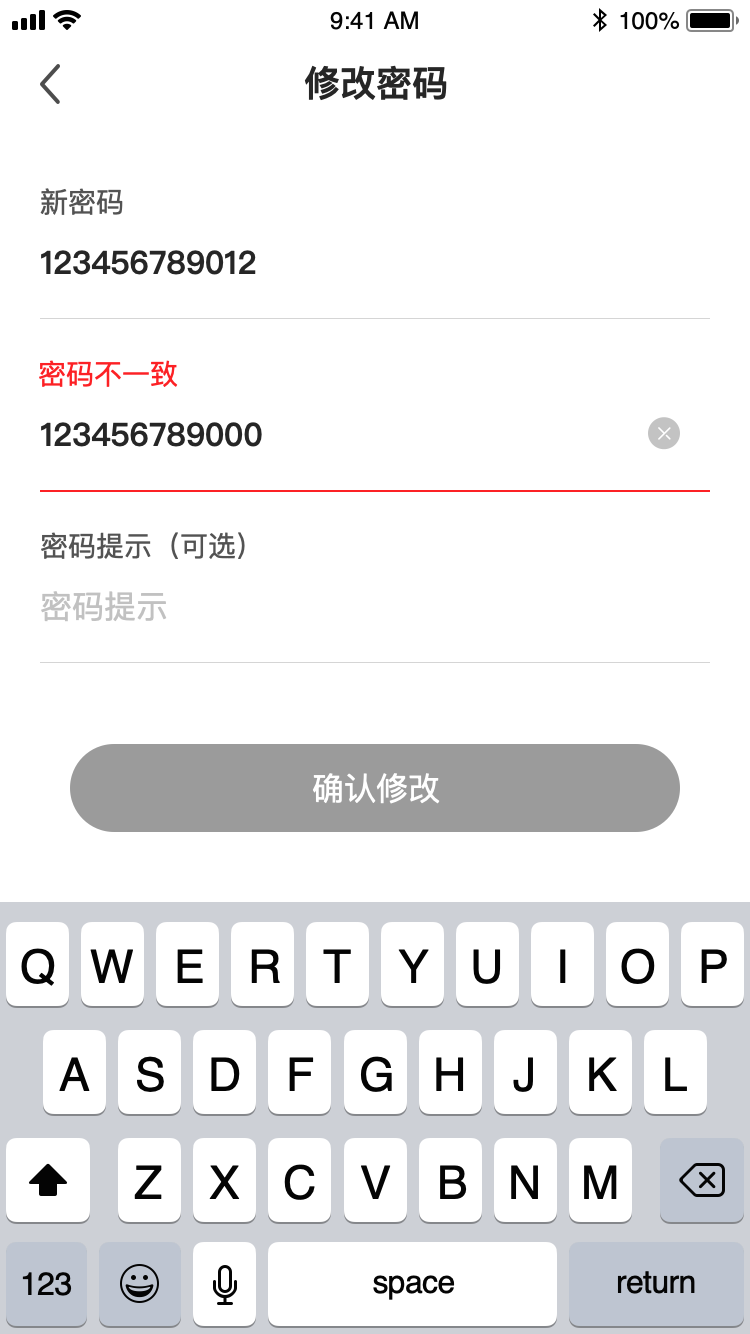 9:41 AM 100%
修改密码
新密码
123456789012
密码不一致
123456789000
密码提示（可选）
密码提示
确认修改
Q W E R T Y U I O P
A S D F G H J K L
Z X C V B N M
123 space return